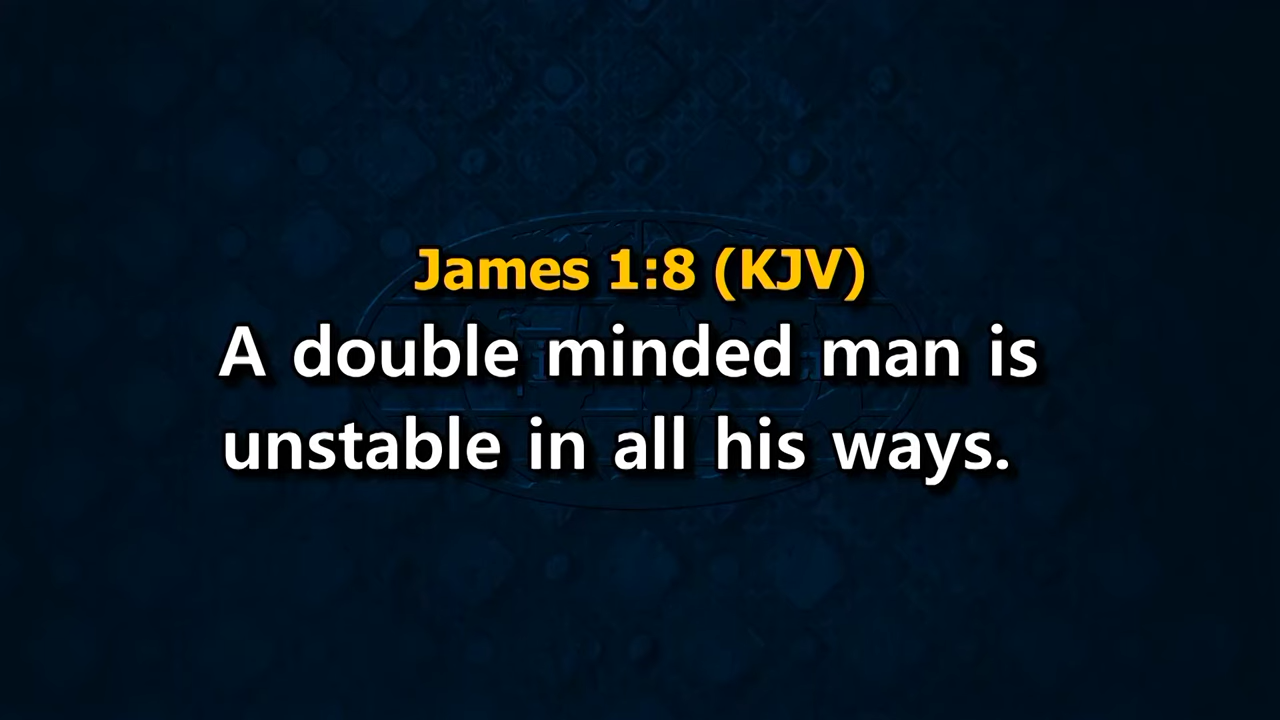 James 1:8 (KJV)
A double minded man is
unstable in all his ways.